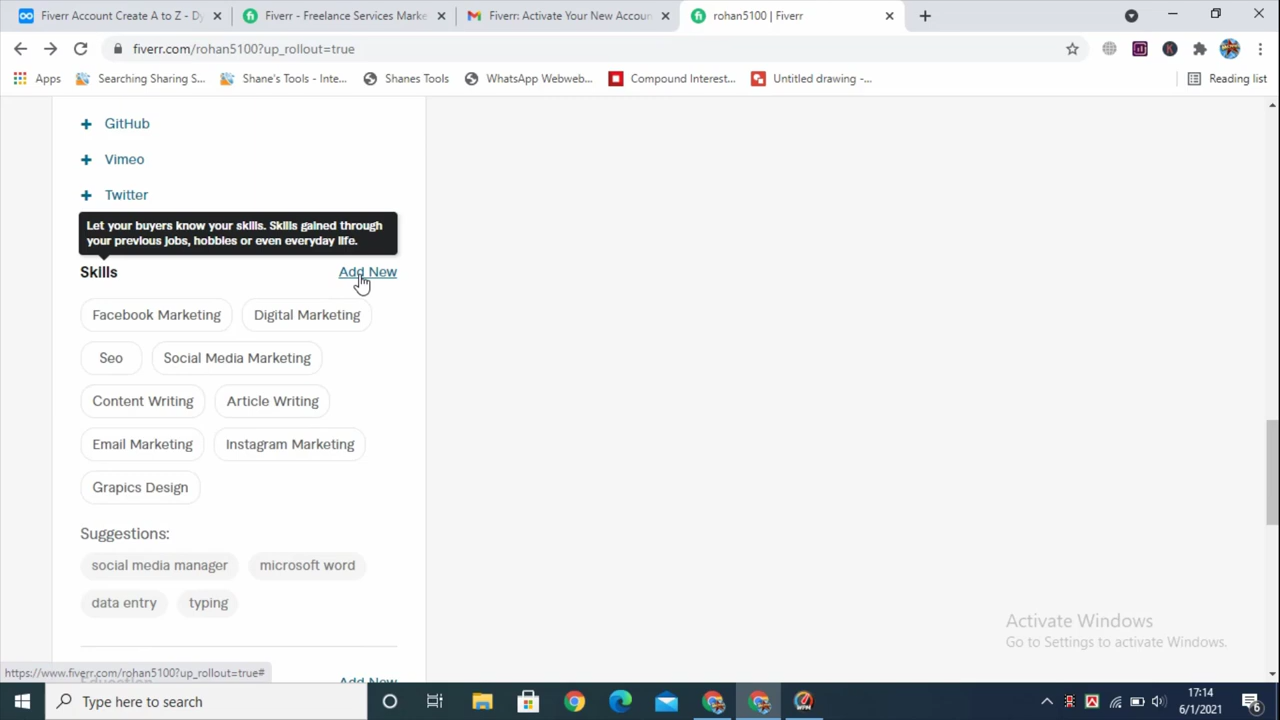 Fiverr Account Create A to Z - Dy
Fiverr - Freelance Services Marke
Fiverr: Activate Your New Accoun
rohan5100 | Fiverr
fiverr.com/rohan5100?up_rollout=true
Apps
Searching Sharing S...
Shane's Tools - Inte...
Shanes Tools
WhatsApp Webweb...
Compound Interest...
Untitled drawing -...
Reading list
+ GitHub
+ Vimeo
+ Twitter
Let your buyers know your skills. Skills gained through
your previous jobs, hobbies or even everyday life.
Skills
Add New
Facebook Marketing
Digital Marketing
Seo
Social Media Marketing
Content Writing
Article Writing
Email Marketing
Instagram Marketing
Grapics Design
Suggestions:
social media manager
microsoft word
data entry
typing
Activate Windows
Go to Settings to activate Windows.
https://www.fiverr.com/rohan5100?up_rollout=true#
Education
Add New
Type here to search
17:14
6/1/2021
6